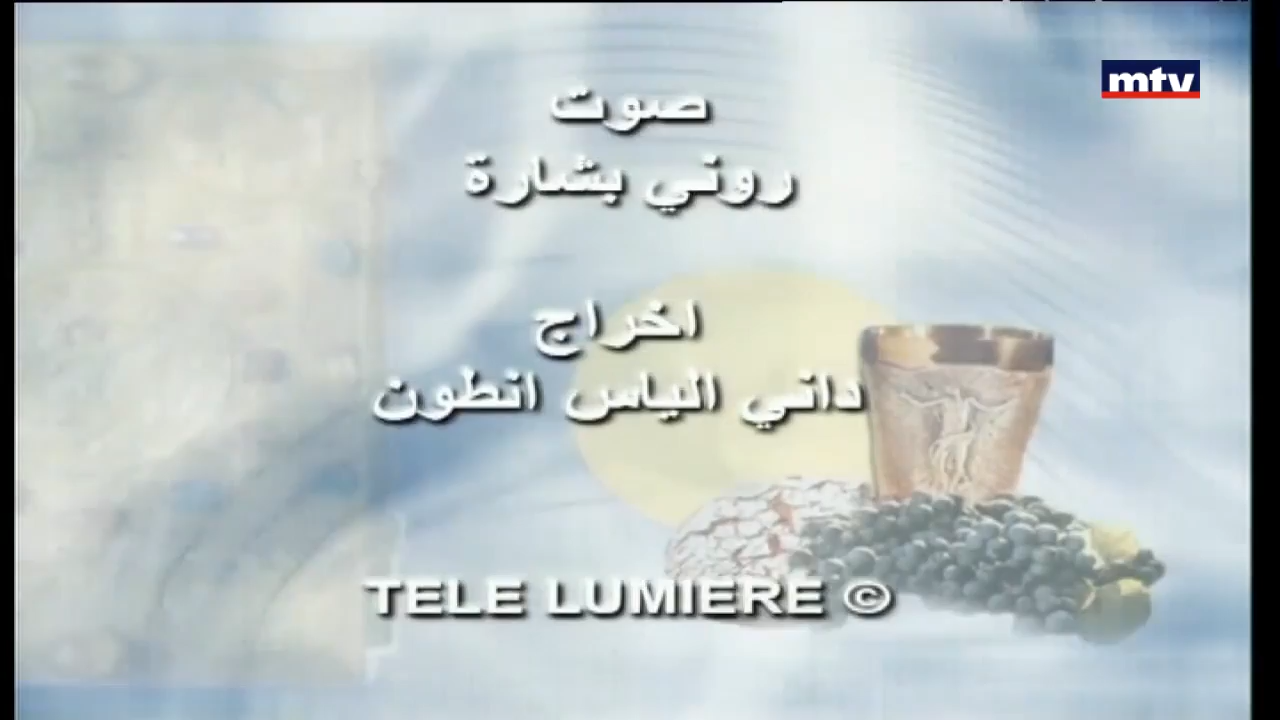 mtv
صوت
روني بشارة
اخراج
داني الياس انطون
TELE LUMIERE ©